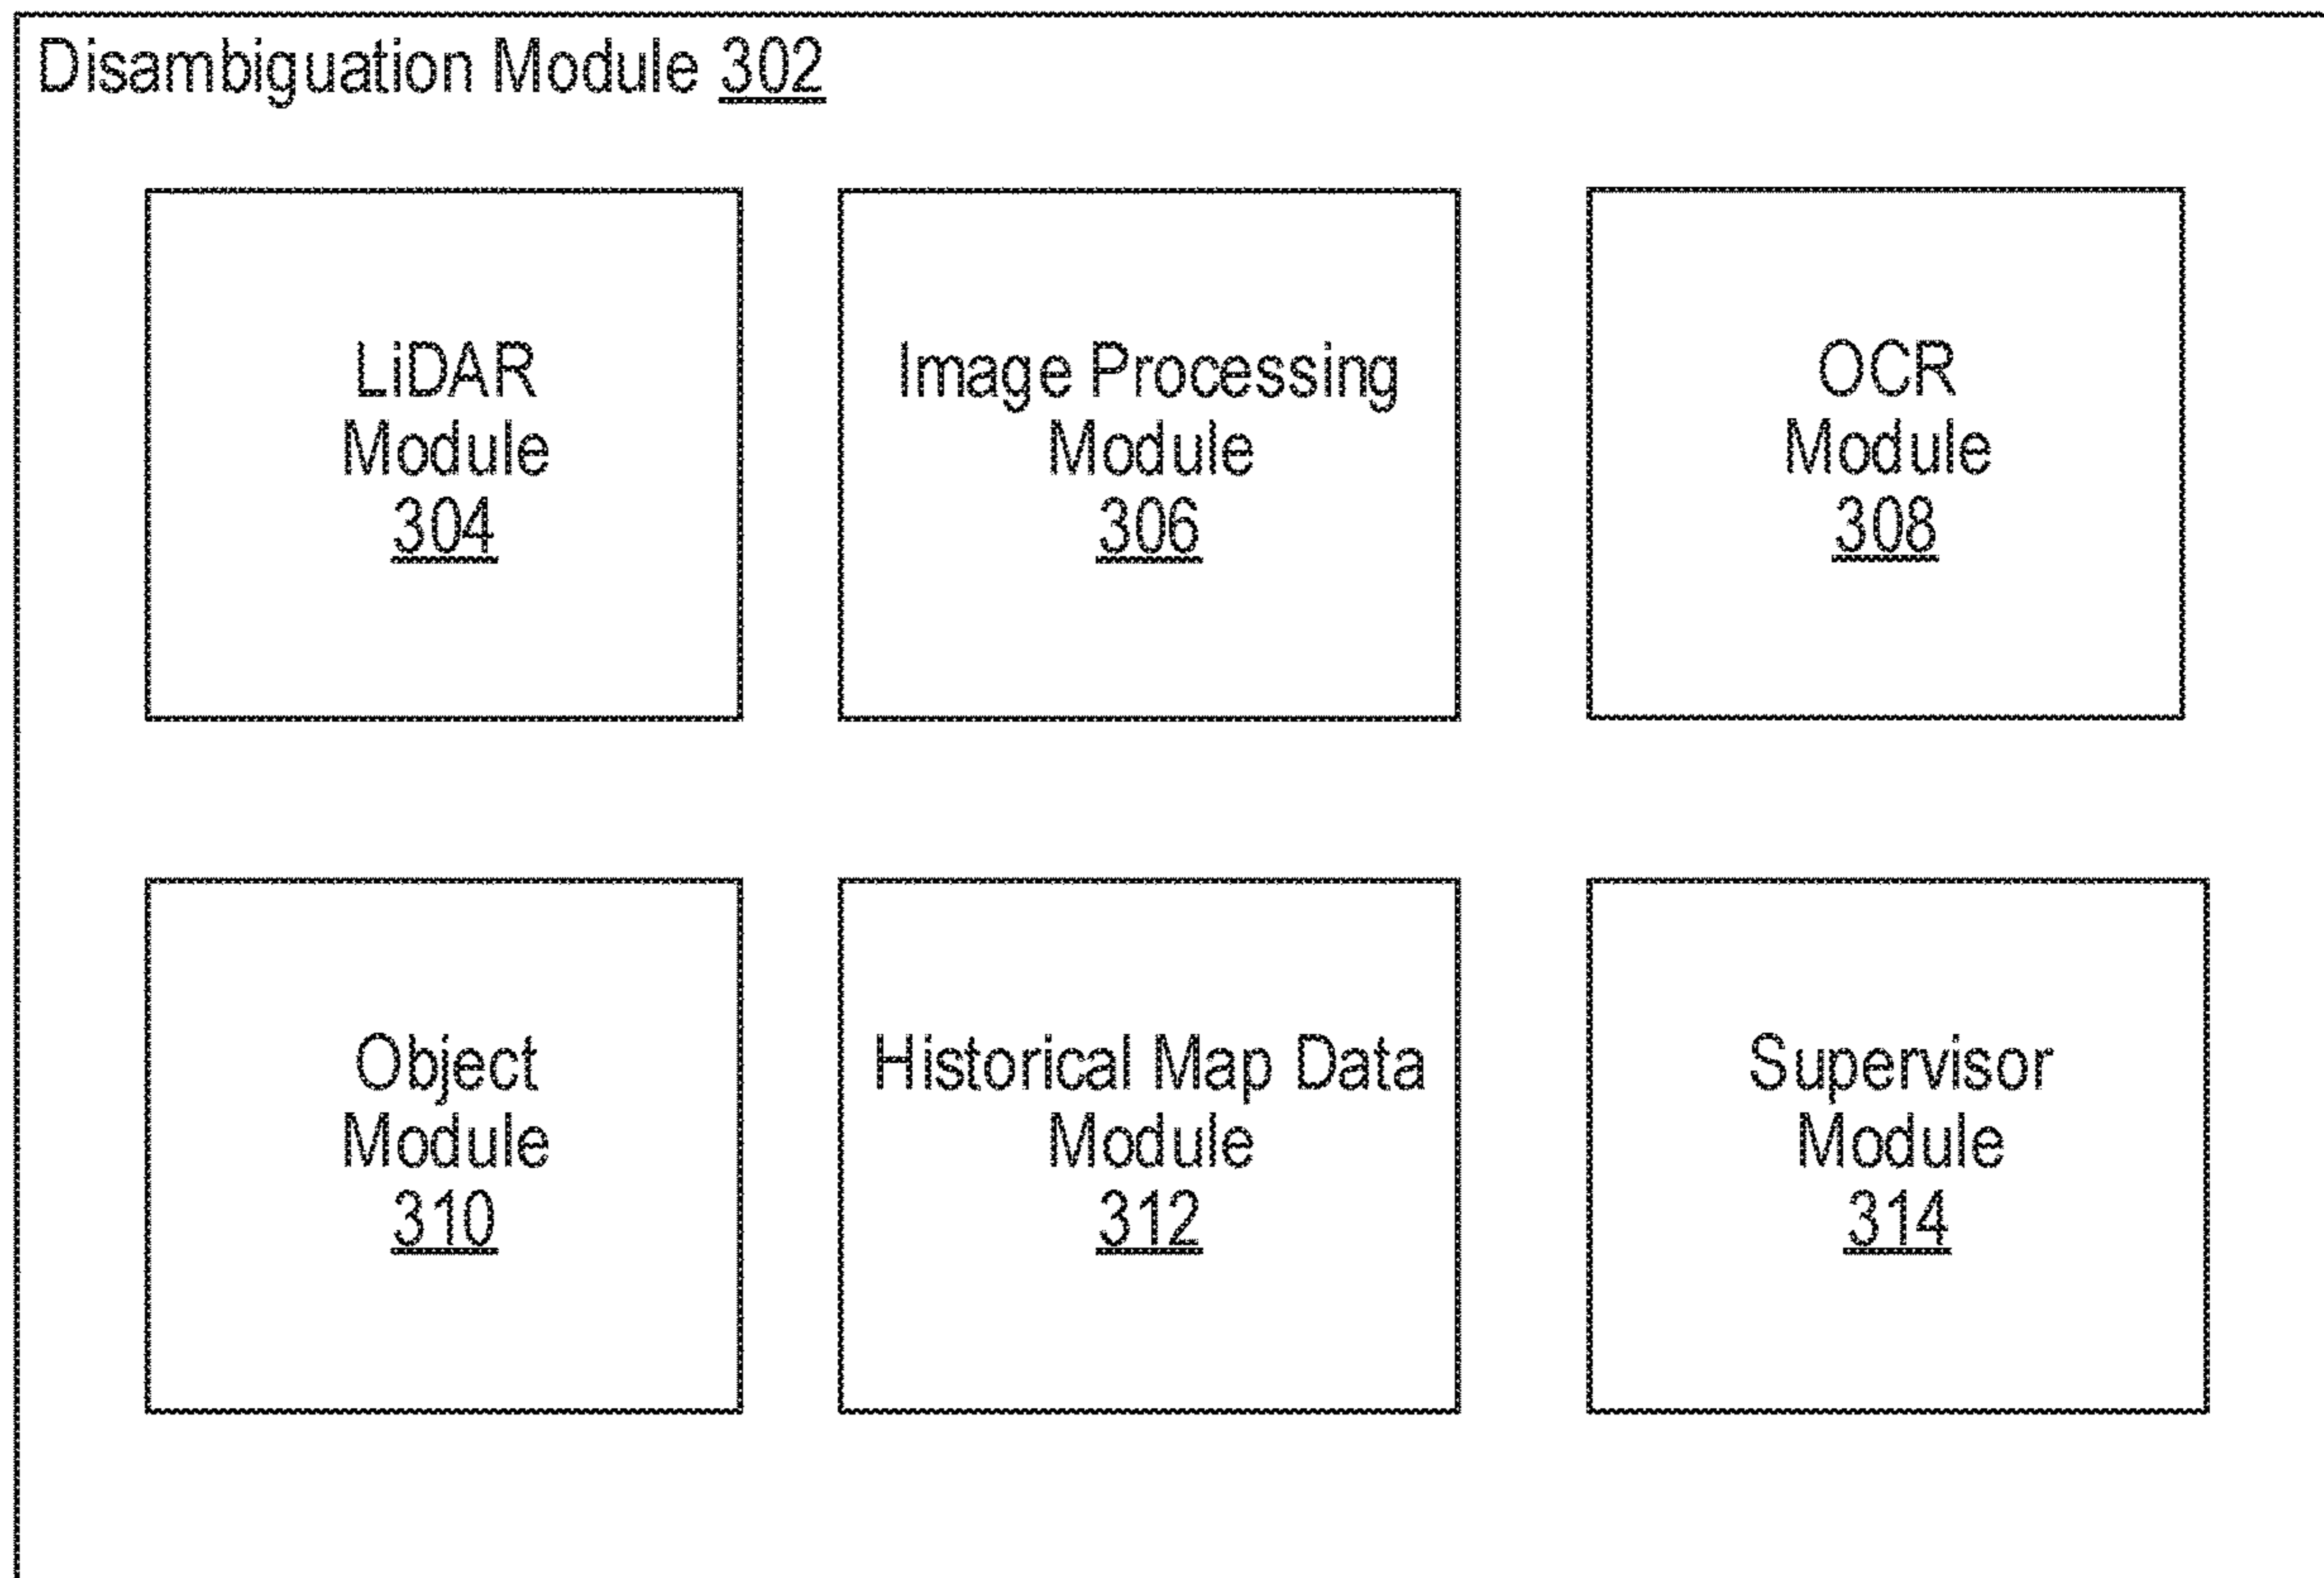 Disambiguation Module 302
LiDAR
Module
304
Image Processing
Module
306
OCR
Module
308
Object
Module
310
Historical Map Data
Module
312
Supervisor
Module
314